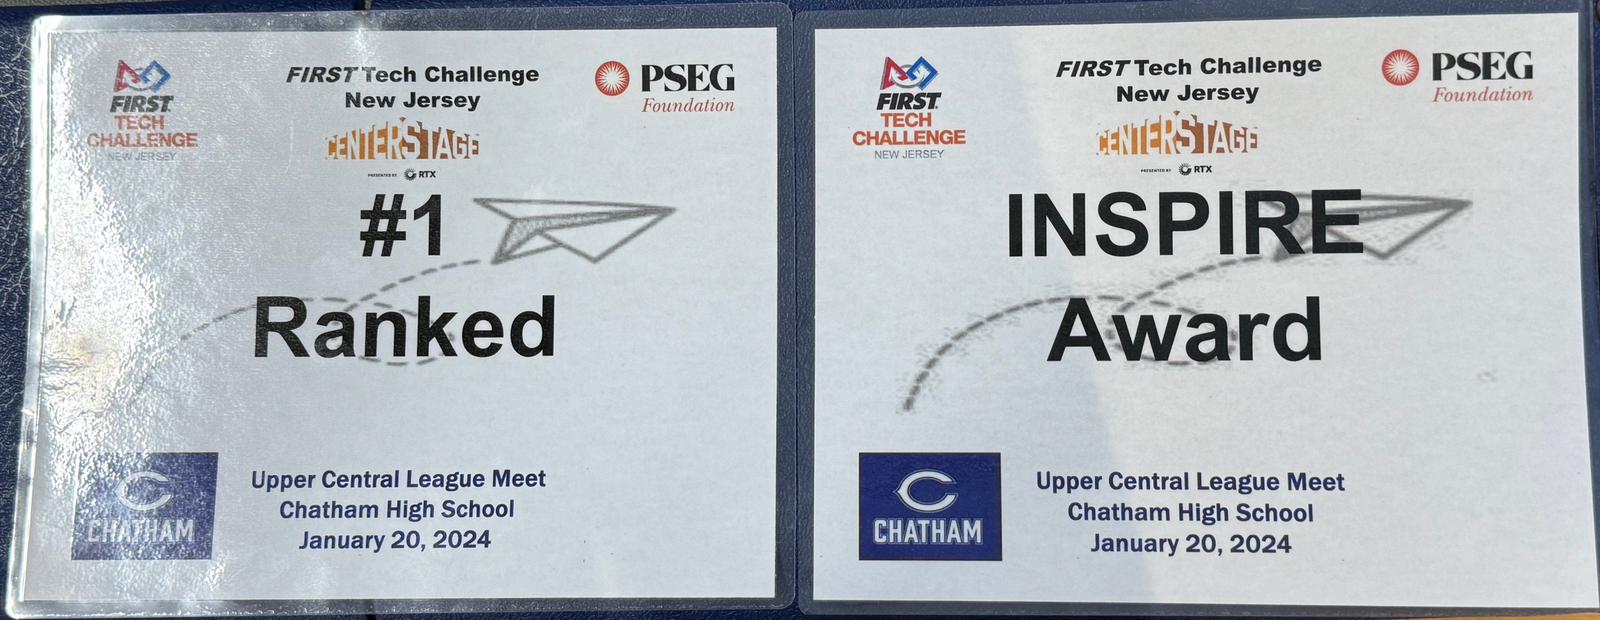 FIRST
TECH
CHALLENGE
NEW JERSEY
FIRST Tech Challenge
New Jersey
CENTERSTAGE
PRESENTED BY RTX
PSEG
Foundation
#1
Ranked
C
CHATHAM
Upper Central League Meet
Chatham High School
January 20, 2024
FIRST
TECH
CHALLENGE
NEW JERSEY
FIRST Tech Challenge
New Jersey
CENTERSTAGE
PRESENTED BY RTX
PSEG
Foundation
INSPIRE
Award
C
CHATHAM
Upper Central League Meet
Chatham High School
January 20, 2024